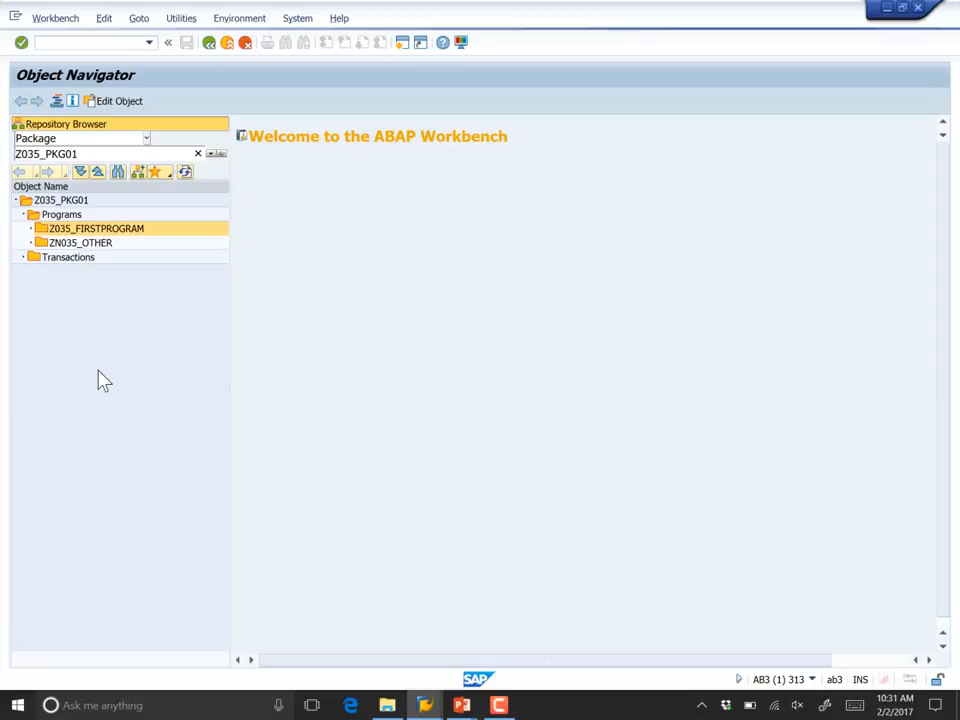 Workbench Edit Goto Utilities Environment System Help
Object Navigator
Edit Object
Repository Browser
Package
Z035_PKG01
Object Name
Z035_PKG01
Programs
Z035_FIRSTPROGRAM
ZN035_OTHER
Transactions
Welcome to the ABAP Workbench
SAP
AB3 (1) 313 ab3 INS
Ask me anything
10:31 AM
2/2/2017